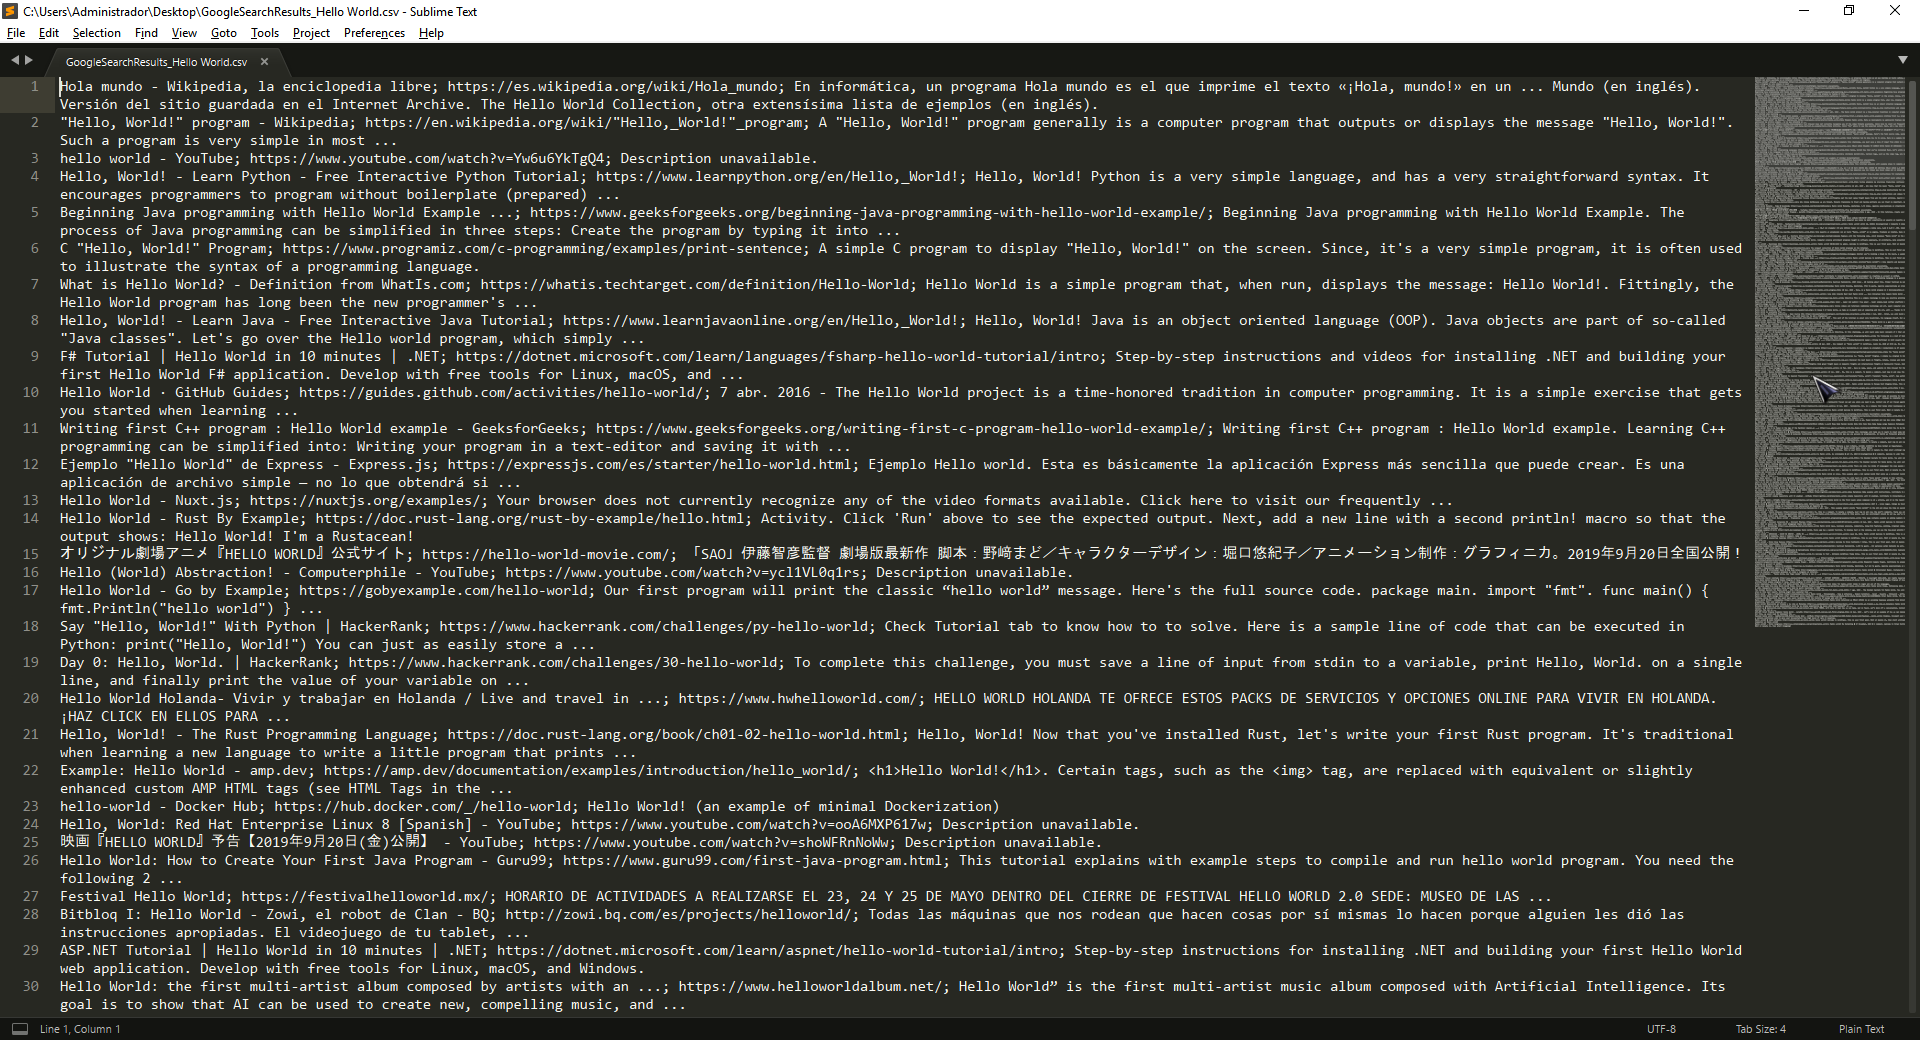 C:\Users\Administrador\Desktop\GoogleSearchResults_Hello World.csv - Sublime Text
File Edit Selection Find View Goto Tools Project Preferences Help
GoogleSearchResults_Hello World.csv
1 Hola mundo - Wikipedia, la enciclopedia libre; https://es.wikipedia.org/wiki/Hola_mundo; En informática, un programa Hola mundo es el que imprime el texto «¡Hola, mundo!» en un ... Mundo (en inglés).
Versión del sitio guardada en el Internet Archive. The Hello World Collection, otra extensísima lista de ejemplos (en inglés).
2 "Hello, World!" program - Wikipedia; https://en.wikipedia.org/wiki/"Hello,_World!"_program; A "Hello, World!" program generally is a computer program that outputs or displays the message "Hello, World!".
Such a program is very simple in most ...
3 hello world - YouTube; https://www.youtube.com/watch?v=Yw6u6YkTgQ4; Description unavailable.
4 Hello, World! - Learn Python - Free Interactive Python Tutorial; https://www.learnpython.org/en/Hello,_World!; Hello, World! Python is a very simple language, and has a very straightforward syntax. It
encourages programmers to program without boilerplate (prepared) ...
5 Beginning Java programming with Hello World Example ...; https://www.geeksforgeeks.org/beginning-java-programming-with-hello-world-example/; Beginning Java programming with Hello World Example. The
process of Java programming can be simplified in three steps: Create the program by typing it into ...
6 C "Hello, World!" Program; https://www.programiz.com/c-programming/examples/print-sentence; A simple C program to display "Hello, World!" on the screen. Since, it's a very simple program, it is often used
to illustrate the syntax of a programming language.
7 What is Hello World? - Definition from WhatIs.com; https://whatis.techtarget.com/definition/Hello-World; Hello World is a simple program that, when run, displays the message: Hello World!. Fittingly, the
Hello World program has long been the new programmer's ...
8 Hello, World! - Learn Java - Free Interactive Java Tutorial; https://www.learnjavaonline.org/en/Hello,_World!; Hello, World! Java is an object oriented language (OOP). Java objects are part of so-called
"Java classes". Let's go over the Hello world program, which simply ...
9 F# Tutorial | Hello World in 10 minutes | .NET; https://dotnet.microsoft.com/learn/languages/fsharp-hello-world-tutorial/intro; Step-by-step instructions and videos for installing .NET and building your
first Hello World F# application. Develop with free tools for Linux, macOS, and ...
10 Hello World · GitHub Guides; https://guides.github.com/activities/hello-world/; 7 abr. 2016 - The Hello World project is a time-honored tradition in computer programming. It is a simple exercise that gets
you started when learning ...
11 Writing first C++ program : Hello World example - GeeksforGeeks; https://www.geeksforgeeks.org/writing-first-c-program-hello-world-example/; Writing first C++ program : Hello World example. Learning C++
programming can be simplified into: Writing your program in a text-editor and saving it with ...
12 Ejemplo "Hello World" de Express - Express.js; https://expressjs.com/es/starter/hello-world.html; Ejemplo Hello world. Esta es básicamente la aplicación Express más sencilla que puede crear. Es una
aplicación de archivo simple — no lo que obtendrá si ...
13 Hello World - Nuxt.js; https://nuxtjs.org/examples/; Your browser does not currently recognize any of the video formats available. Click here to visit our frequently ...
14 Hello World - Rust By Example; https://doc.rust-lang.org/rust-by-example/hello.html; Activity. Click 'Run' above to see the expected output. Next, add a new line with a second println! macro so that the
output shows: Hello World! I'm a Rustacean!
15 オリジナル劇場アニメ『HELLO WORLD』公式サイト; https://hello-world-movie.com/; 「SAO」伊藤智彦監督 劇場版最新作 脚本：野﨑まど／キャラクターデザイン：堀口悠紀子／アニメーション制作：グラフィニカ。2019年9月20日全国公開！
16 Hello (World) Abstraction! - Computerphile - YouTube; https://www.youtube.com/watch?v=ycl1VL0q1rs; Description unavailable.
17 Hello World - Go by Example; https://gobyexample.com/hello-world; Our first program will print the classic “hello world” message. Here's the full source code. package main. import "fmt". func main() {
fmt.Println("hello world") } ...
18 Say "Hello, World!" With Python | HackerRank; https://www.hackerrank.com/challenges/py-hello-world; Check Tutorial tab to know how to to solve. Here is a sample line of code that can be executed in
Python: print("Hello, World!") You can just as easily store a ...
19 Day 0: Hello, World. | HackerRank; https://www.hackerrank.com/challenges/30-hello-world; To complete this challenge, you must save a line of input from stdin to a variable, print Hello, World. on a single
line, and finally print the value of your variable on ...
20 Hello World Holanda- Vivir y trabajar en Holanda / Live and travel in ...; https://www.hwhelloworld.com/; HELLO WORLD HOLANDA TE OFRECE ESTOS PACKS DE SERVICIOS Y OPCIONES ONLINE PARA VIVIR EN HOLANDA.
¡HAZ CLICK EN ELLOS PARA ...
21 Hello, World! - The Rust Programming Language; https://doc.rust-lang.org/book/ch01-02-hello-world.html; Hello, World! Now that you've installed Rust, let's write your first Rust program. It's traditional
when learning a new language to write a little program that prints ...
22 Example: Hello World - amp.dev; https://amp.dev/documentation/examples/introduction/hello_world/; <h1>Hello World!</h1>. Certain tags, such as the <img> tag, are replaced with equivalent or slightly
enhanced custom AMP HTML tags (see HTML Tags in the ...
23 hello-world - Docker Hub; https://hub.docker.com/_/hello-world; Hello World! (an example of minimal Dockerization)
24 Hello, World: Red Hat Enterprise Linux 8 [Spanish] - YouTube; https://www.youtube.com/watch?v=ooA6MXP617w; Description unavailable.
25 映画『HELLO WORLD』予告【2019年9月20日(金)公開】 - YouTube; https://www.youtube.com/watch?v=shoWFRnNoWw; Description unavailable.
26 Hello World: How to Create Your First Java Program - Guru99; https://www.guru99.com/first-java-program.html; This tutorial explains with example steps to compile and run hello world program. You need the
following 2 ...
27 Festival Hello World; https://festivalhelloworld.mx/; HORARIO DE ACTIVIDADES A REALIZARSE EL 23, 24 Y 25 DE MAYO DENTRO DEL CIERRE DE FESTIVAL HELLO WORLD 2.0 SEDE: MUSEO DE LAS ...
28 Bitbloq I: Hello World - Zowi, el robot de Clan - BQ; http://zowi.bq.com/es/projects/helloworld/; Todas las máquinas que nos rodean que hacen cosas por sí mismas lo hacen porque alguien les dió las
instrucciones apropiadas. El videojuego de tu tablet, ...
29 ASP.NET Tutorial | Hello World in 10 minutes | .NET; https://dotnet.microsoft.com/learn/aspnet/hello-world-tutorial/intro; Step-by-step instructions for installing .NET and building your first Hello World
web application. Develop with free tools for Linux, macOS, and Windows.
30 Hello World: the first multi-artist album composed by artists with an ...; https://www.helloworldalbum.net/; Hello World” is the first multi-artist music album composed with Artificial Intelligence. Its
goal is to show that AI can be used to create new, compelling music, and ...
Line 1, Column 1 UTF-8 Tab Size: 4 Plain Text